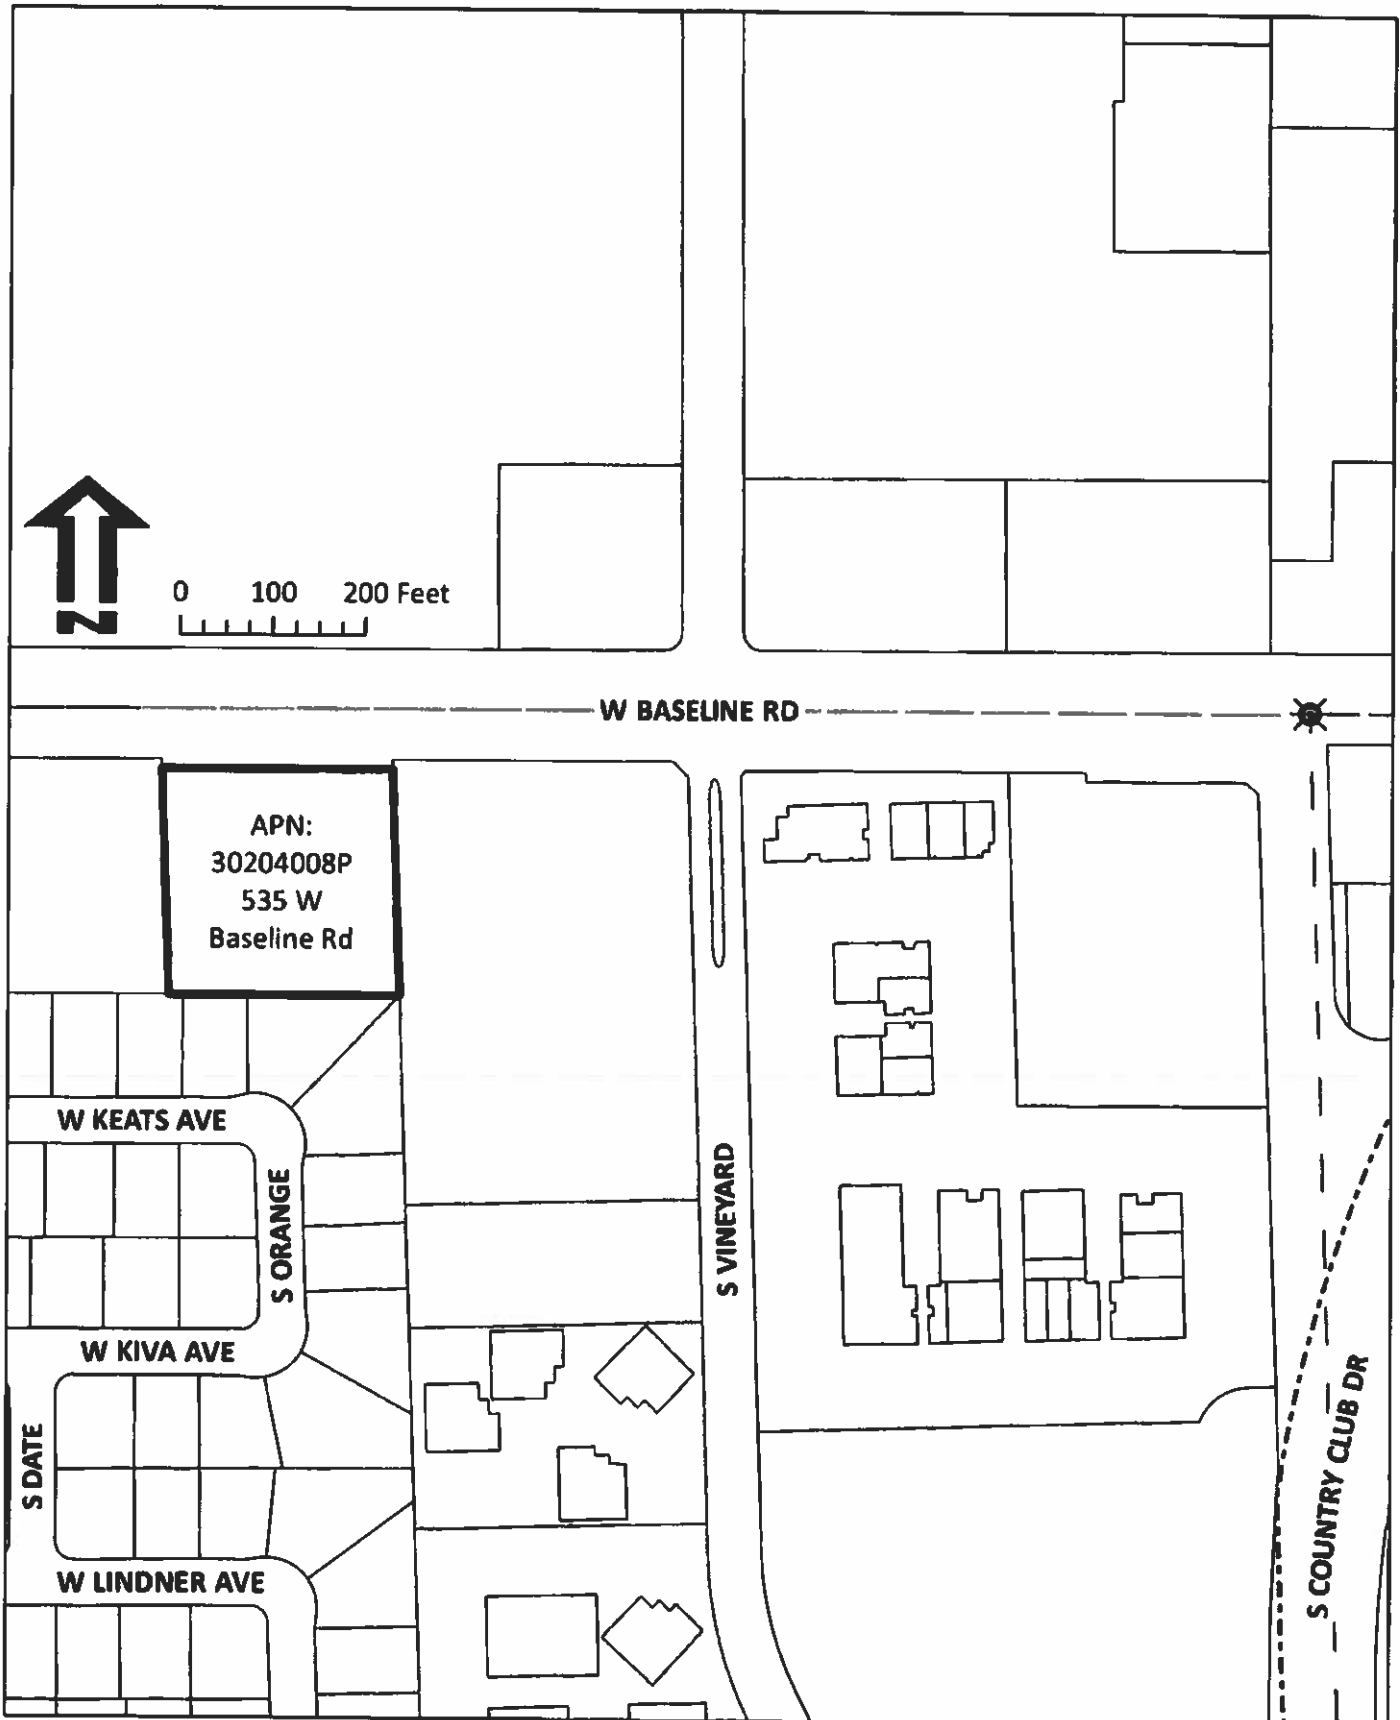 N
0 100 200 Feet
W BASELINE RD
APN:
30204008P
535 W
Baseline Rd
W KEATS AVE
S ORANGE
S VINEYARD
W KIVA AVE
S DATE
S COUNTRY CLUB DR
W LINDNER AVE